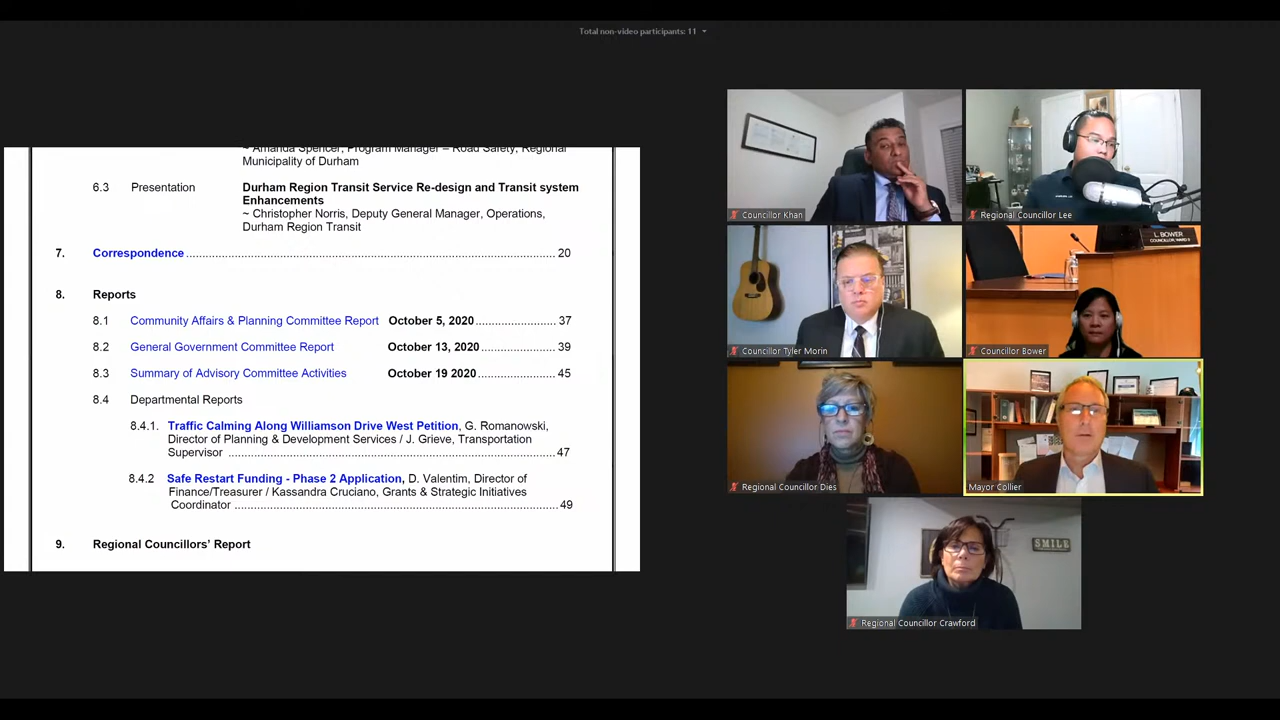 Total non-video participants: 11
~ Amanda Spencer, Program Manager – Road Safety, Regional
Municipality of Durham
6.3 Presentation Durham Region Transit Service Re-design and Transit system
Enhancements
~ Christopher Norris, Deputy General Manager, Operations,
Durham Region Transit
7. Correspondence 20
8. Reports
8.1 Community Affairs & Planning Committee Report October 5, 2020 37
8.2 General Government Committee Report October 13, 2020 39
8.3 Summary of Advisory Committee Activities October 19 2020 45
8.4 Departmental Reports
8.4.1. Traffic Calming Along Williamson Drive West Petition, G. Romanowski,
Director of Planning & Development Services / J. Grieve, Transportation
Supervisor 47
8.4.2 Safe Restart Funding - Phase 2 Application, D. Valentim, Director of
Finance/Treasurer / Kassandra Cruciano, Grants & Strategic Initiatives
Coordinator 49
9. Regional Councillors' Report
Councillor Khan
Regional Councillor Lee
Councillor Tyler Morin
L. BOWER
COUNCILLOR, WARD
Councillor Bower
Regional Councillor Dies
Mayor Collier
SMILE
Regional Councillor Crawford